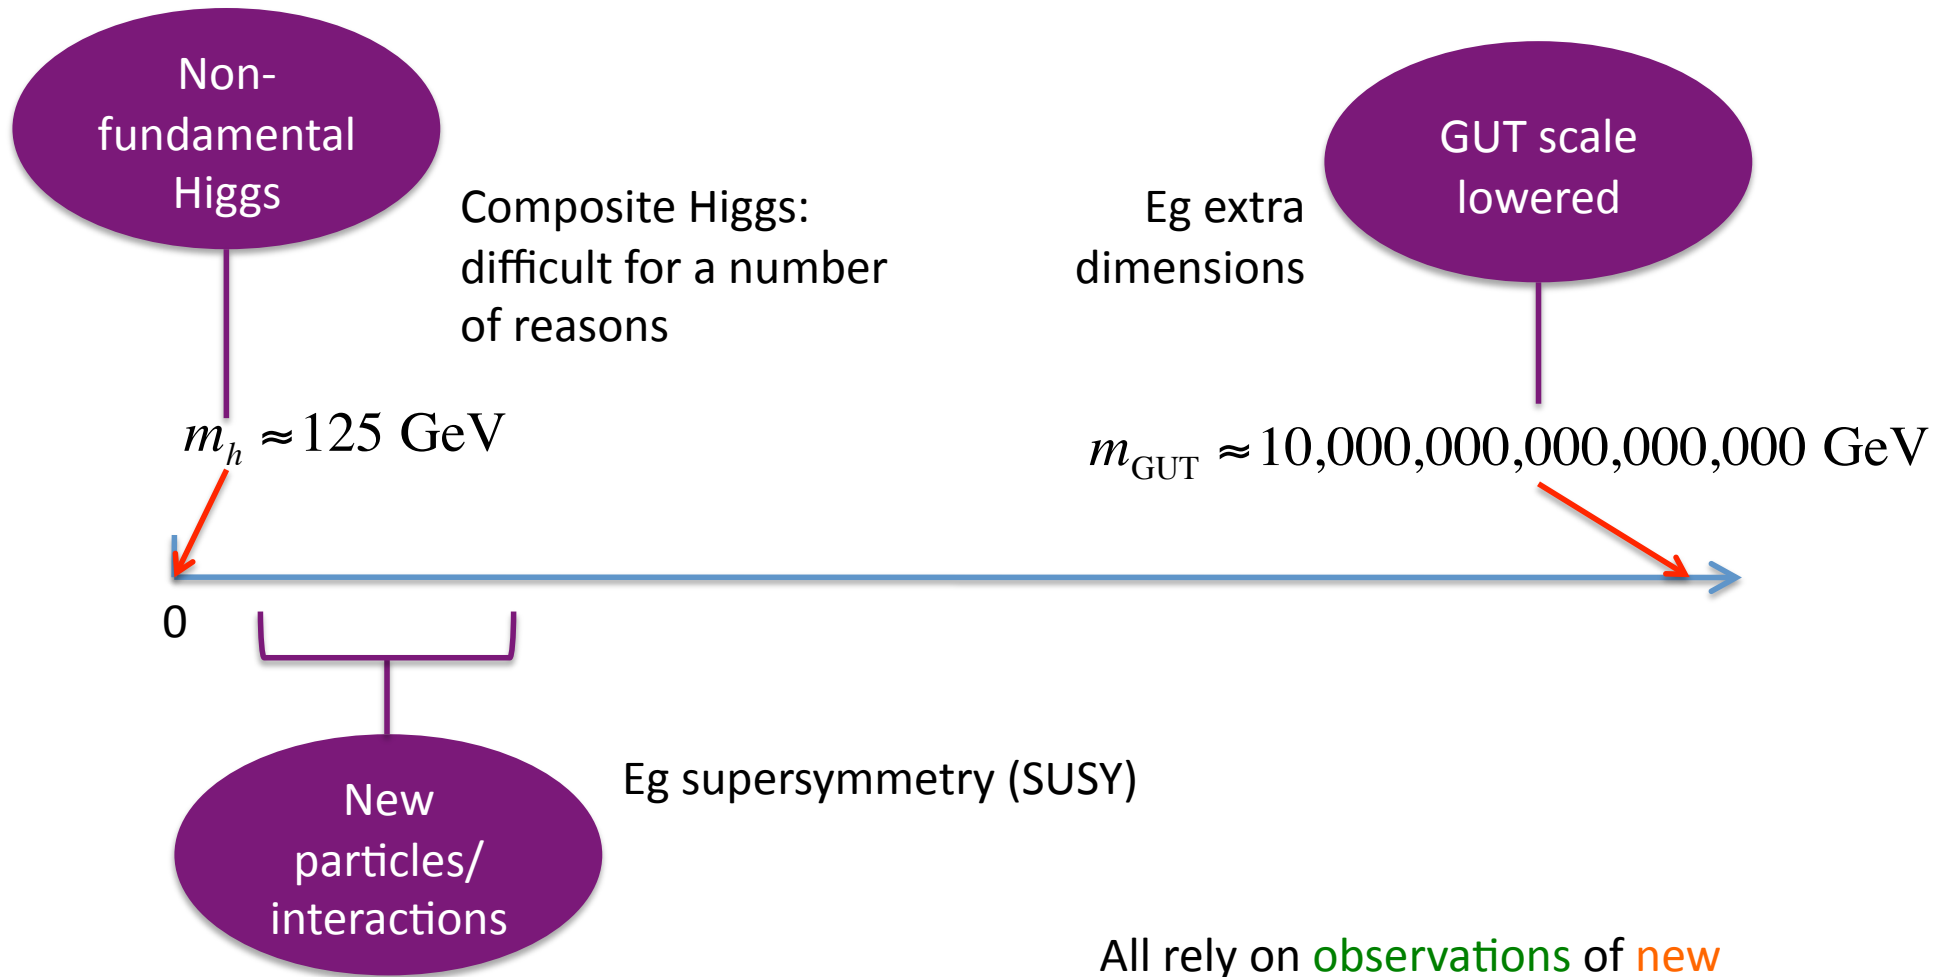 Non-
fundamental
Higgs
Composite Higgs:
difficult for a number
of reasons
Eg extra
dimensions
GUT scale
lowered
m_h ≈ 125 GeV
m_GUT ≈ 10,000,000,000,000,000 GeV
0
New
particles/
interactions
Eg supersymmetry (SUSY)
All rely on observations of new